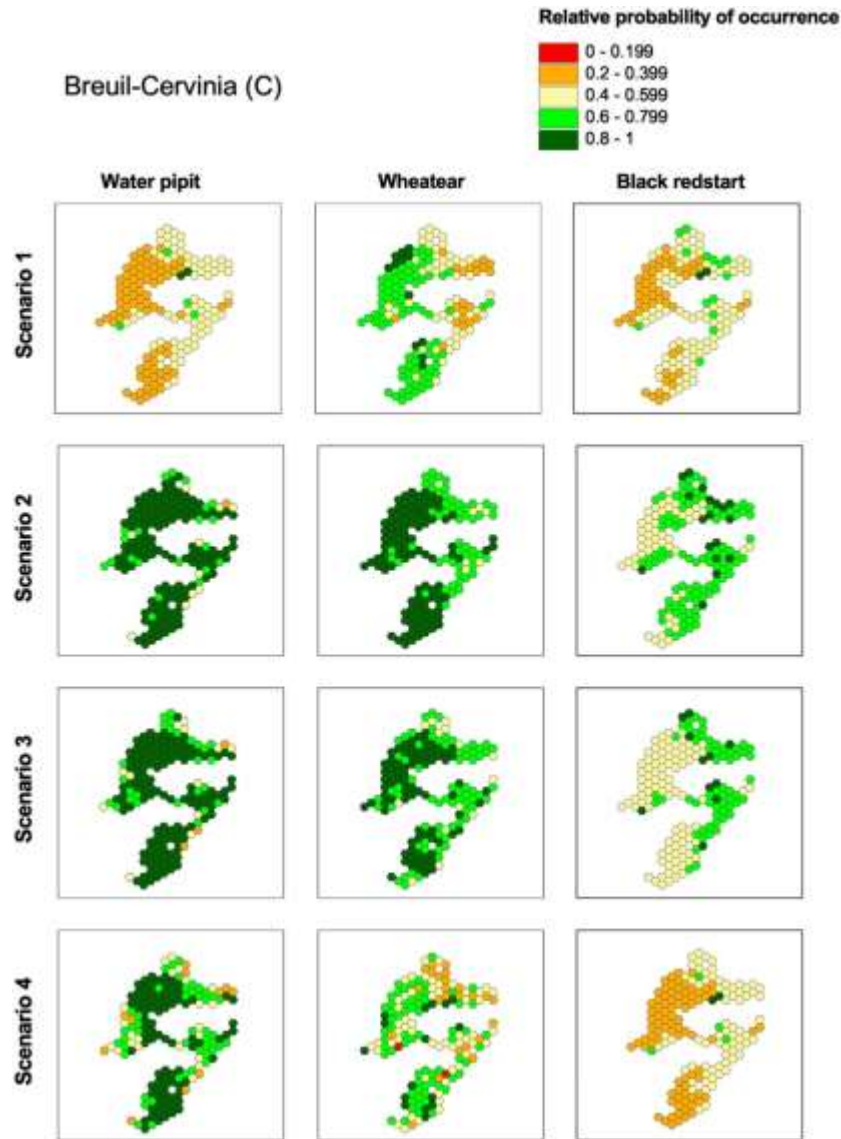 Relative probability of occurrence
0 - 0.199
0.2 - 0.399
0.4 - 0.599
0.6 - 0.799
0.8 - 1
Breuil-Cervinia (C)
Water pipit
Wheatear
Black redstart
Scenario 1
Scenario 2
Scenario 3
Scenario 4